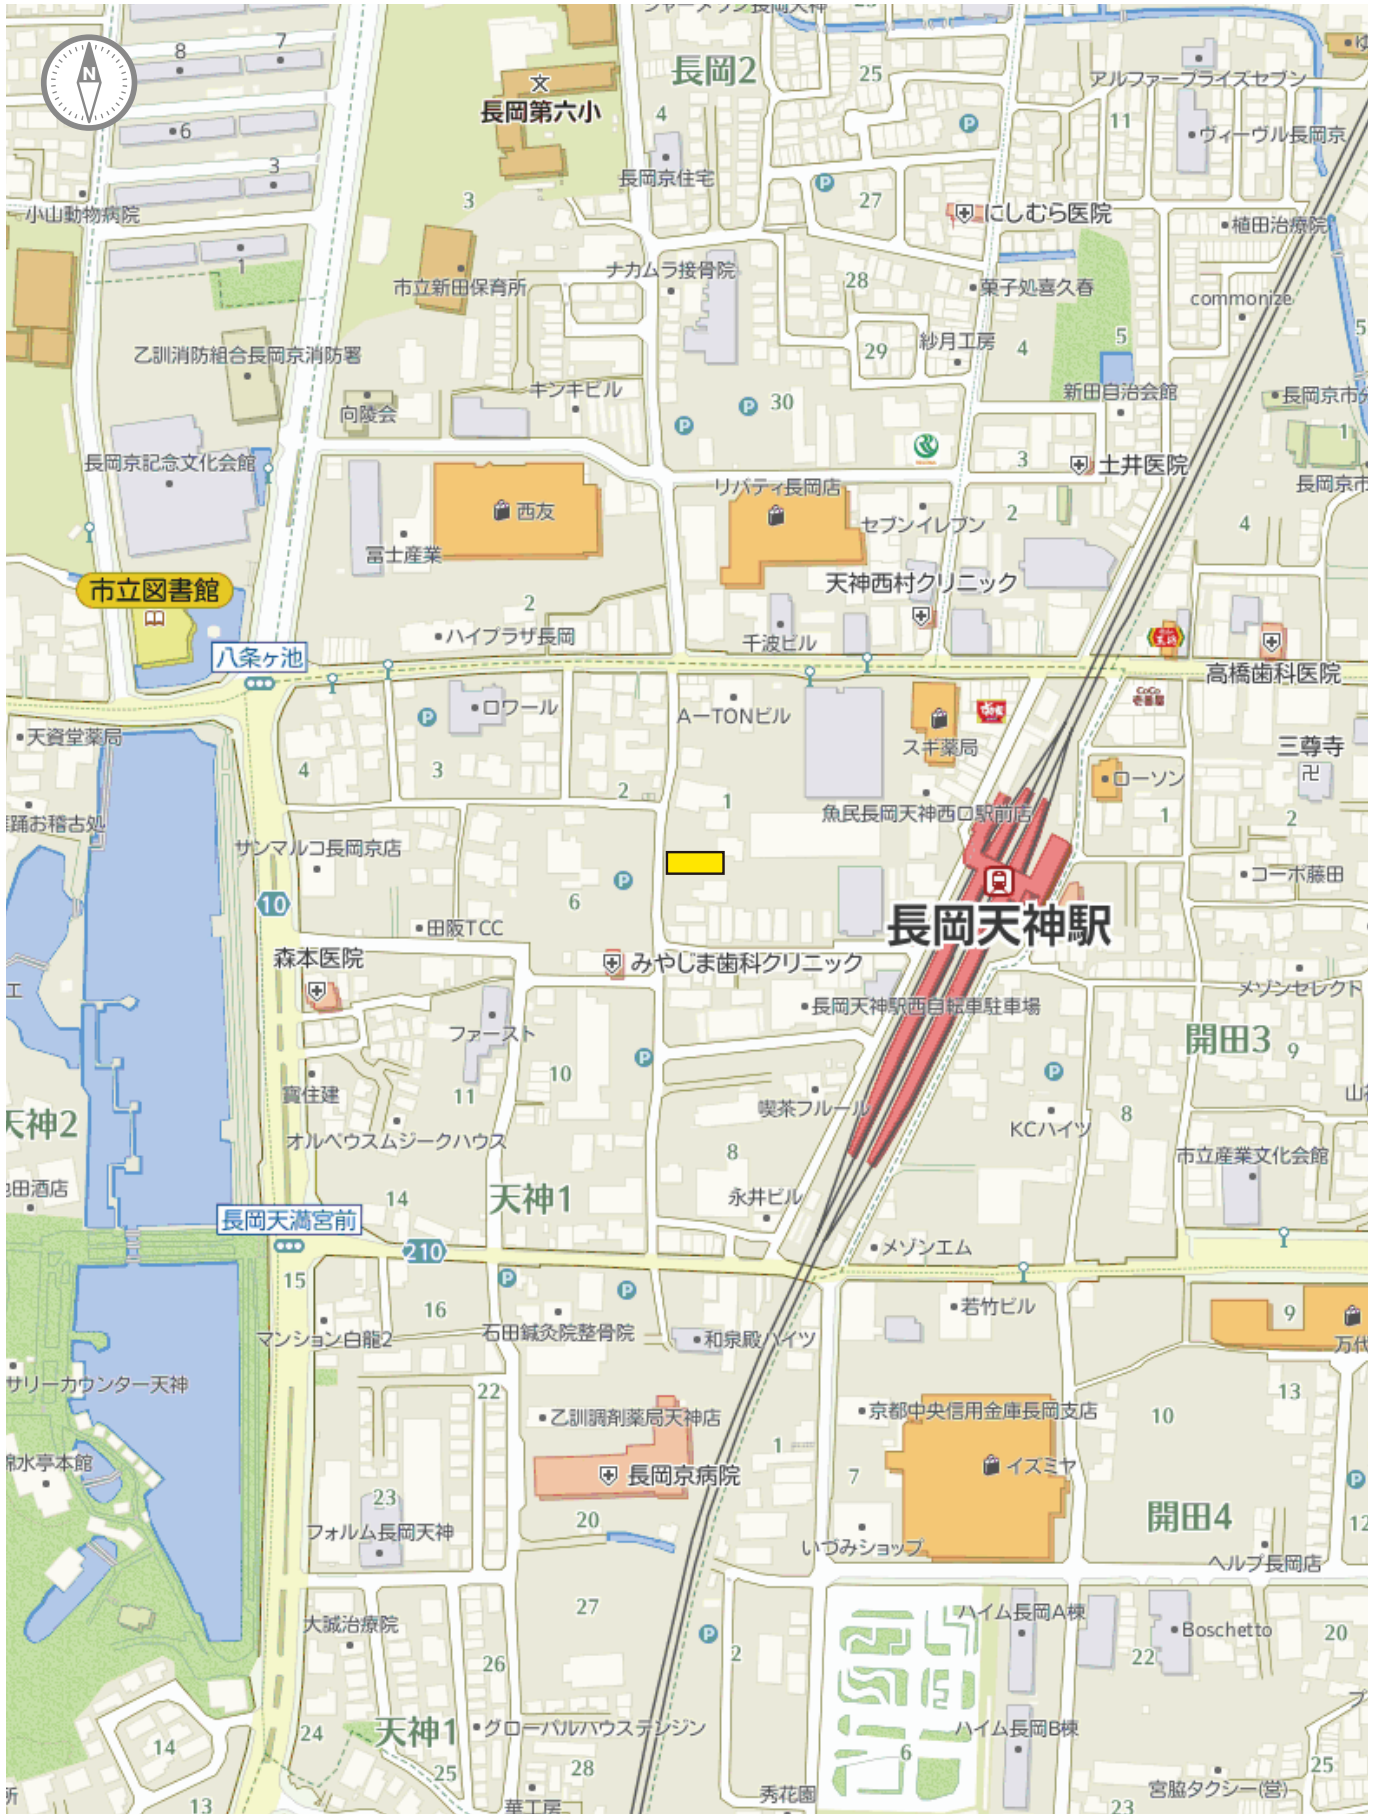 シャーメゾン長岡天神
8
7
長岡2
25
N
文
アルファープライズセブン
長岡第六小
4
11
6
ヴィーヴル長岡京
3
長岡京住宅
3
27
小山動物病院
にしむら医院
植田治療院
1
市立新田保育所
ナカムラ接骨院
28
菓子処喜久春
commonize
5
5
乙訓消防組合長岡京消防署
29
紗月工房
4
キンキビル
30
新田自治会館
向陵会
1
長岡京記念文化会館
3
土井医院
リバティ長岡店
西友
セブンイレブン
2
4
冨士産業
市立図書館
天神西村クリニック
2
ハイプラザ長岡
千波ビル
八条ヶ池
高橋歯科医院
ロワール
AーTONビル
CoCo
壱番屋
天資堂薬局
スギ薬局
三尊寺
4
3
2
1
ローソン
魚民長岡天神西口駅前店
1
2
サンマルコ長岡京店
6
コーポ藤田
10
田阪TCC
長岡天神駅
森本医院
みやじま歯科クリニック
メゾンセレクト
長岡天神駅西自転車駐車場
ファースト
開田3
9
10
寶住建
11
喫茶フルール
8
KCハイツ
天神2
オルペウスムジークハウス
8
市立産業文化会館
14
天神1
永井ビル
長岡天満宮前
210
メゾンエム
15
16
若竹ビル
9
マンション白龍2
石田鍼灸院整骨院
和泉殿ハイツ
22
13
乙訓調剤薬局天神店
京都中央信用金庫長岡支店
10
1
長岡京病院
7
イズミヤ
23
20
開田4
12
フォルム長岡天神
いづみショップ
ヘルプ長岡店
27
大誠治療院
ハイム長岡A棟
2
Boschetto
20
26
22
24
天神1
グローバルハウステンジン
ハイム長岡B棟
14
6
25
28
25
13
華工房
秀花園
宮脇タクシー(営)
23